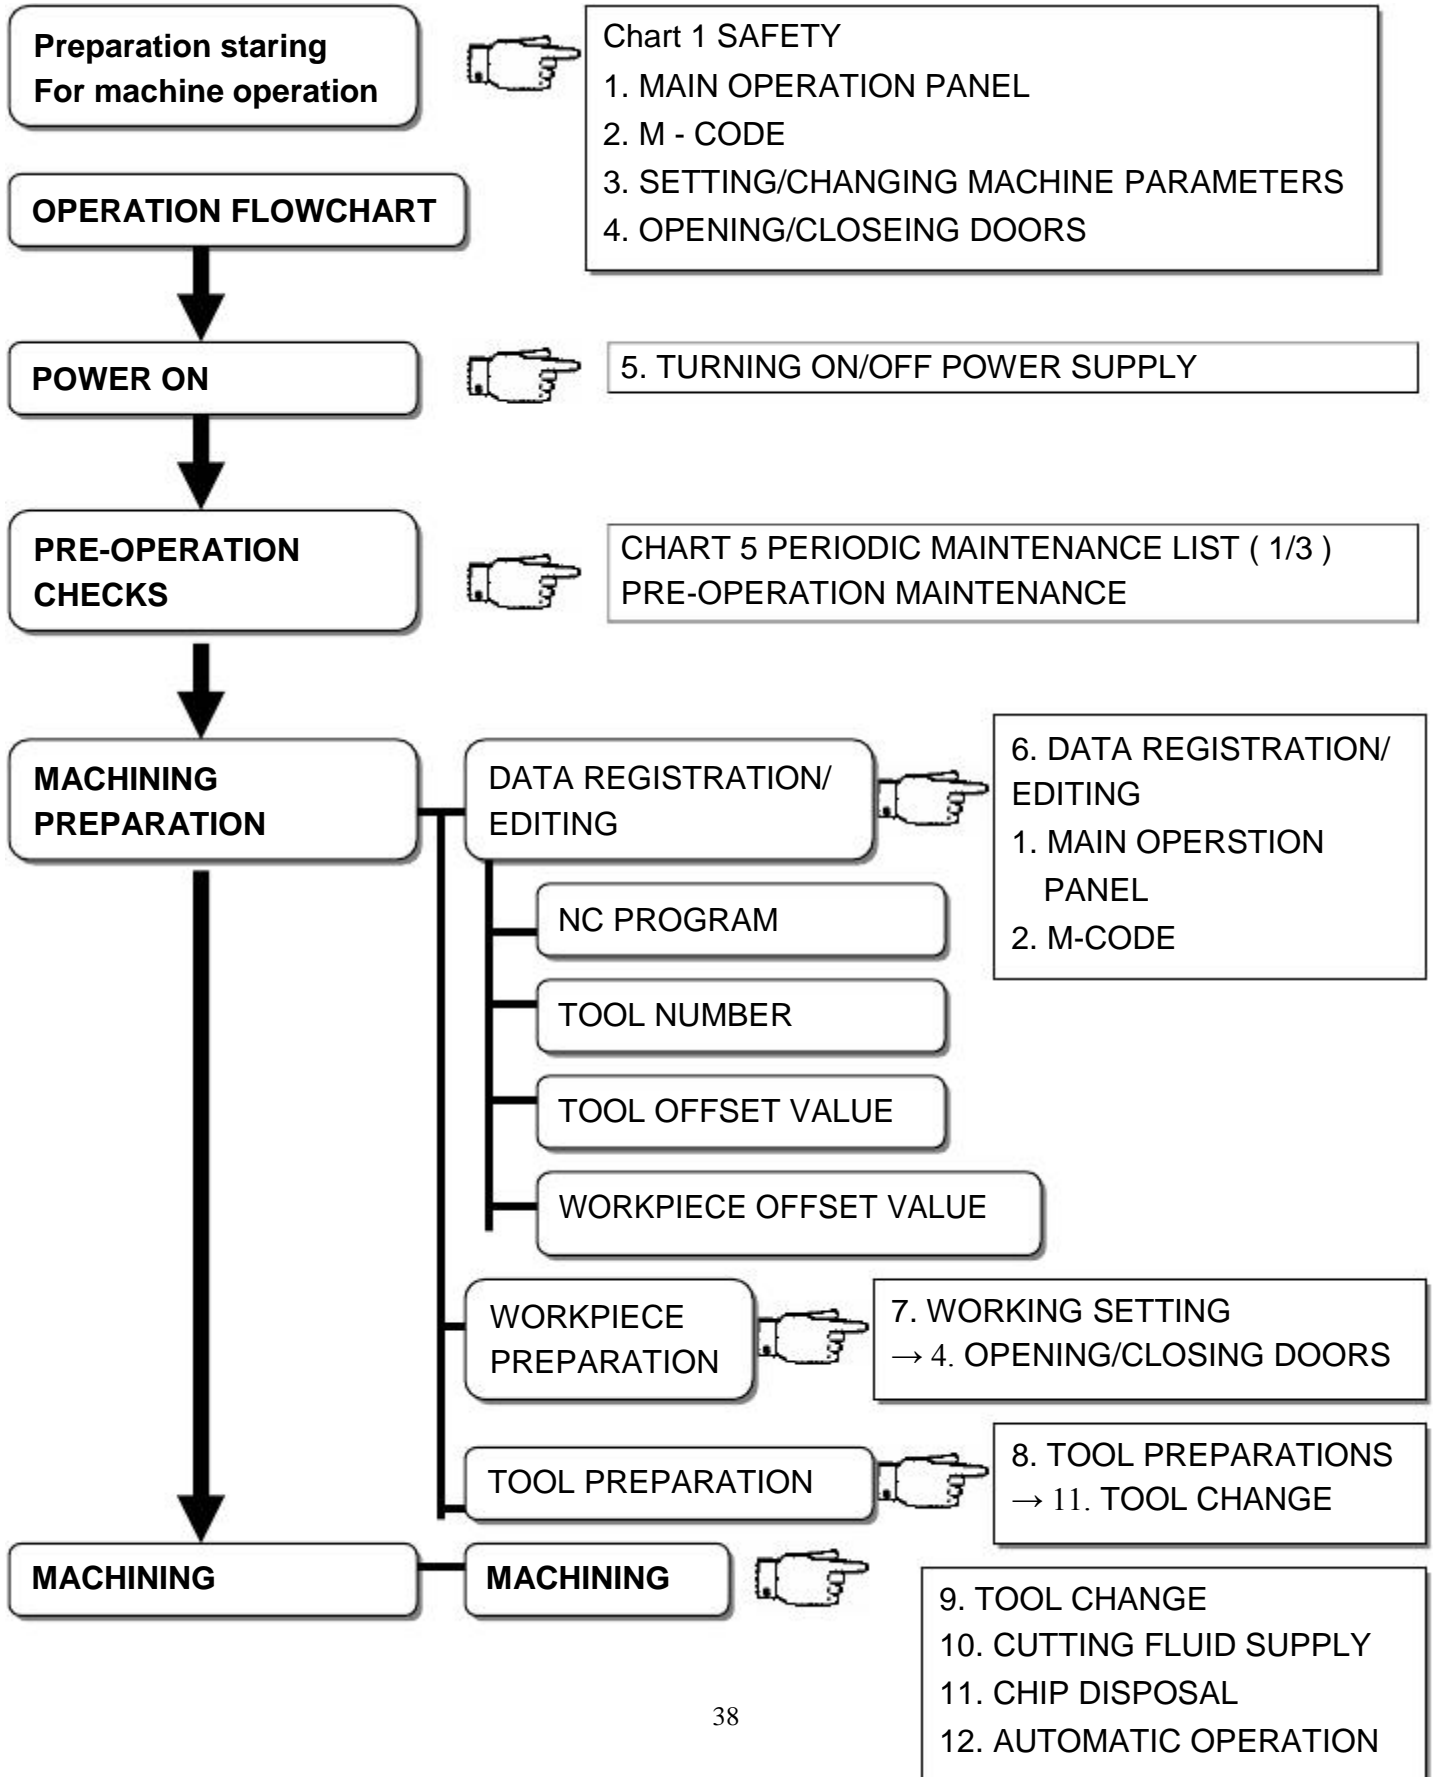 Preparation staring
For machine operation
Chart 1 SAFETY
1. MAIN OPERATION PANEL
2. M - CODE
3. SETTING/CHANGING MACHINE PARAMETERS
4. OPENING/CLOSEING DOORS
OPERATION FLOWCHART
POWER ON
5. TURNING ON/OFF POWER SUPPLY
PRE-OPERATION
CHECKS
CHART 5 PERIODIC MAINTENANCE LIST ( 1/3 )
PRE-OPERATION MAINTENANCE
MACHINING
PREPARATION
DATA REGISTRATION/
EDITING
6. DATA REGISTRATION/
EDITING
1. MAIN OPERSTION
PANEL
2. M-CODE
NC PROGRAM
TOOL NUMBER
TOOL OFFSET VALUE
WORKPIECE OFFSET VALUE
WORKPIECE
PREPARATION
7. WORKING SETTING
→ 4. OPENING/CLOSING DOORS
TOOL PREPARATION
8. TOOL PREPARATIONS
→ 11. TOOL CHANGE
MACHINING
MACHINING
9. TOOL CHANGE
10. CUTTING FLUID SUPPLY
11. CHIP DISPOSAL
12. AUTOMATIC OPERATION
38